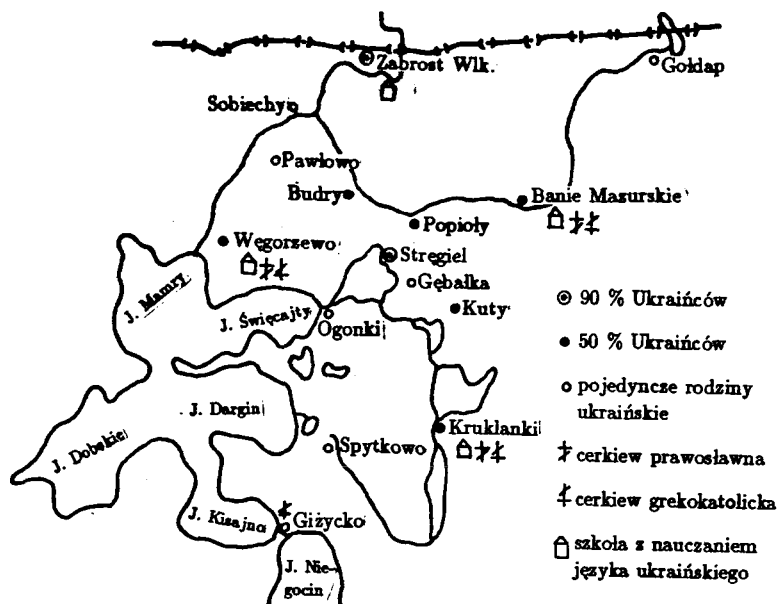 Zabrost Wlk.
Gołdap
Sobiechy
Pawłowo
Budry
Banie Mazurskie
Popioły
Węgorzewo
Stręgiel
Gębałka
J. Mamry
J. Święcajty
Ogonki
Kuty
J. Dargin
J. Dobskie
Kruklanki
Spytkowo
J. Kisajno
Giżycko
J. Nie-
gocin
90 % Ukraińców
50 % Ukraińców
pojedyncze rodziny
ukraińskie
cerkiew prawosławna
cerkiew grekokatolicka
szkoła z nauczaniem
języka ukraińskiego